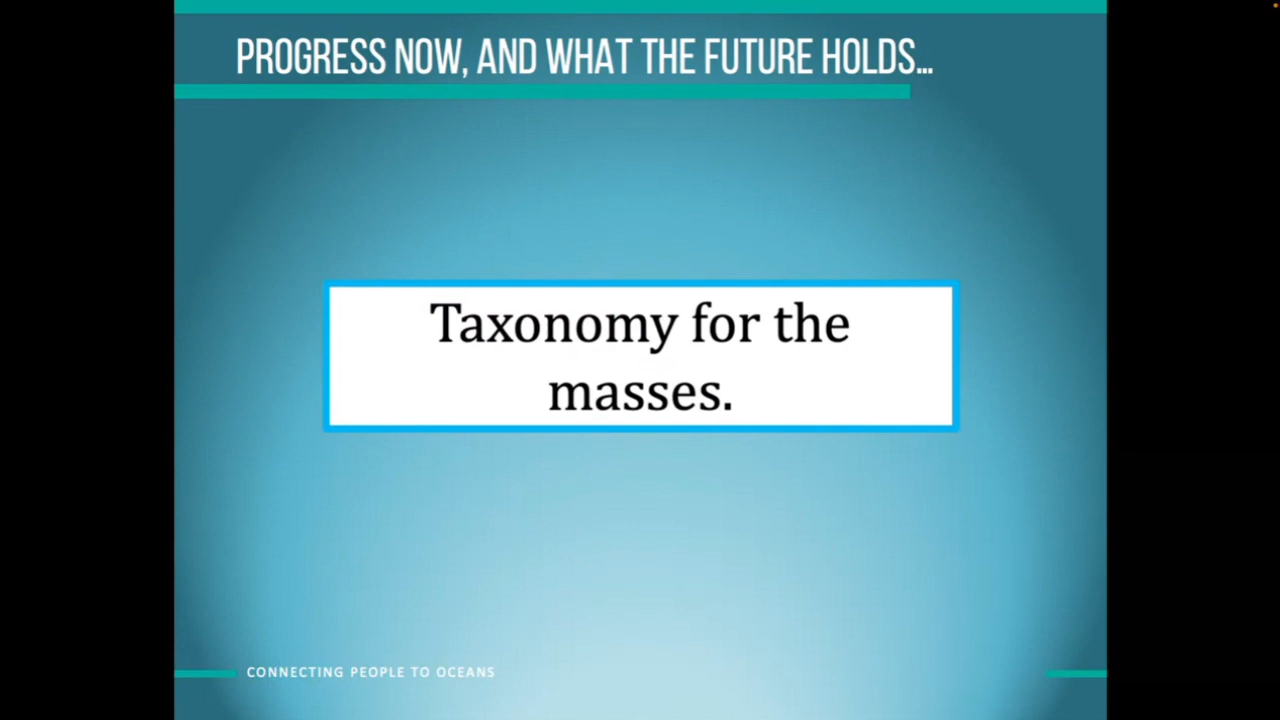 PROGRESS NOW, AND WHAT THE FUTURE HOLDS…
Taxonomy for the
masses.
CONNECTING PEOPLE TO OCEANS